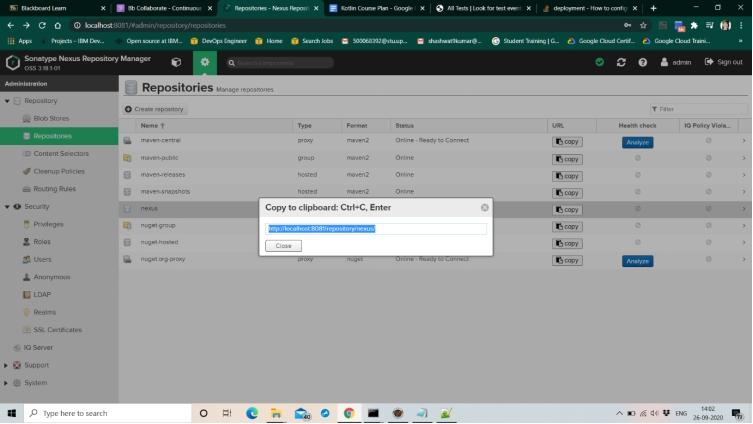 Blackboard Learn
Bb Collaborate - Continuou
Repositories - Nexus Reposi
Kotlin Course Plan - Google
All Tests | Look for test even
deployment - How to config
localhost:8081/#admin/repository/repositories
Apps
Projects - IBM Dev...
Open source at IBM...
DevOps Engineer
Home
Search Jobs
500068392@stu.up...
shashwat9kumar@...
Student Training | G...
Google Cloud Certif...
Google Cloud Traini...
Sonatype Nexus Repository Manager
OSS 3.18.1-01
Search components
admin
Sign out
Administration
Repository
Blob Stores
Repositories
Content Selectors
Cleanup Policies
Routing Rules
Security
Privileges
Roles
Users
Anonymous
LDAP
Realms
SSL Certificates
IQ Server
Support
System
Repositories Manage repositories
Create repository
Filter
Name Type Format Status URL Health check IQ Policy Viola...
maven-central proxy maven2 Online - Ready to Connect copy Analyze
maven-public group maven2 Online copy
maven-releases hosted maven2 Online copy
maven-snapshots hosted maven2 Online copy
nexus copy
nuget-group copy
nuget-hosted copy
nuget.org-proxy proxy nuget Online - Ready to Connect copy Analyze
Copy to clipboard: Ctrl+C, Enter
http://localhost:8081/repository/nexus/
Close
Type here to search
ENG
14:02
26-09-2020